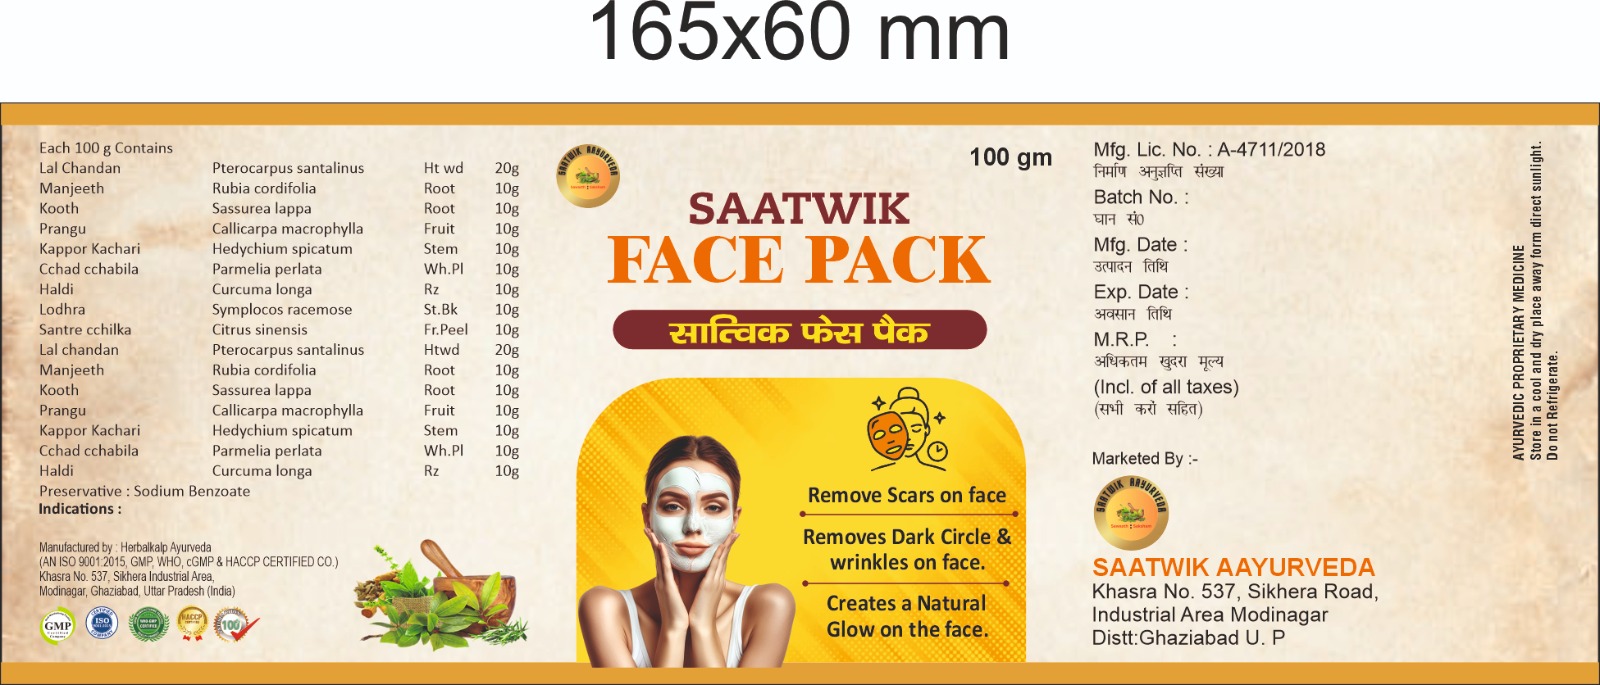 165x60 mm
Each 100 g Contains
Lal Chandan Pterocarpus santalinus Ht wd 20g
Manjeeth Rubia cordifolia Root 10g
Kooth Sassurea lappa Root 10g
Prangu Callicarpa macrophylla Fruit 10g
Kappor Kachari Hedychium spicatum Stem 10g
Cchad cchabila Parmelia perlata Wh.Pl 10g
Haldi Curcuma longa Rz 10g
Lodhra Symplocos racemose St.Bk 10g
Santre cchilka Citrus sinensis Fr.Peel 10g
Lal chandan Pterocarpus santalinus Htwd 20g
Manjeeth Rubia cordifolia Root 10g
Kooth Sassurea lappa Root 10g
Prangu Callicarpa macrophylla Fruit 10g
Kappor Kachari Hedychium spicatum Stem 10g
Cchad cchabila Parmelia perlata Wh.Pl 10g
Haldi Curcuma longa Rz 10g
Preservative : Sodium Benzoate
Indications :
Manufactured by : Herbalkalp Ayurveda
(AN ISO 9001:2015, GMP, WHO, cGMP & HACCP CERTIFIED CO.)
Khasra No. 537, Sikhera Industrial Area,
Modinagar, Ghaziabad, Uttar Pradesh (India)
GMP
ISO
HACCP
100
SAATWIK AAYURVEDA
100 gm
SAATWIK
FACE PACK
सात्विक फेस पैक
Remove Scars on face
Removes Dark Circle &
wrinkles on face.
Creates a Natural
Glow on the face.
Mfg. Lic. No. : A-4711/2018
निर्माण अनुज्ञप्ति संख्या
Batch No. :
घान सं0
Mfg. Date :
उत्पादन तिथि
Exp. Date :
अवसान तिथि
M.R.P. :
अधिकतम खुदरा मूल्य
(Incl. of all taxes)
(सभी करों सहित)
Marketed By :-
SAATWIK AAYURVEDA
SAATWIK AAYURVEDA
Khasra No. 537, Sikhera Road,
Industrial Area Modinagar
Distt:Ghaziabad U. P
AYURVEDIC PROPRIETARY MEDICINE
Store in a cool and dry place away form direct sunlight.
Do not Refrigerate.